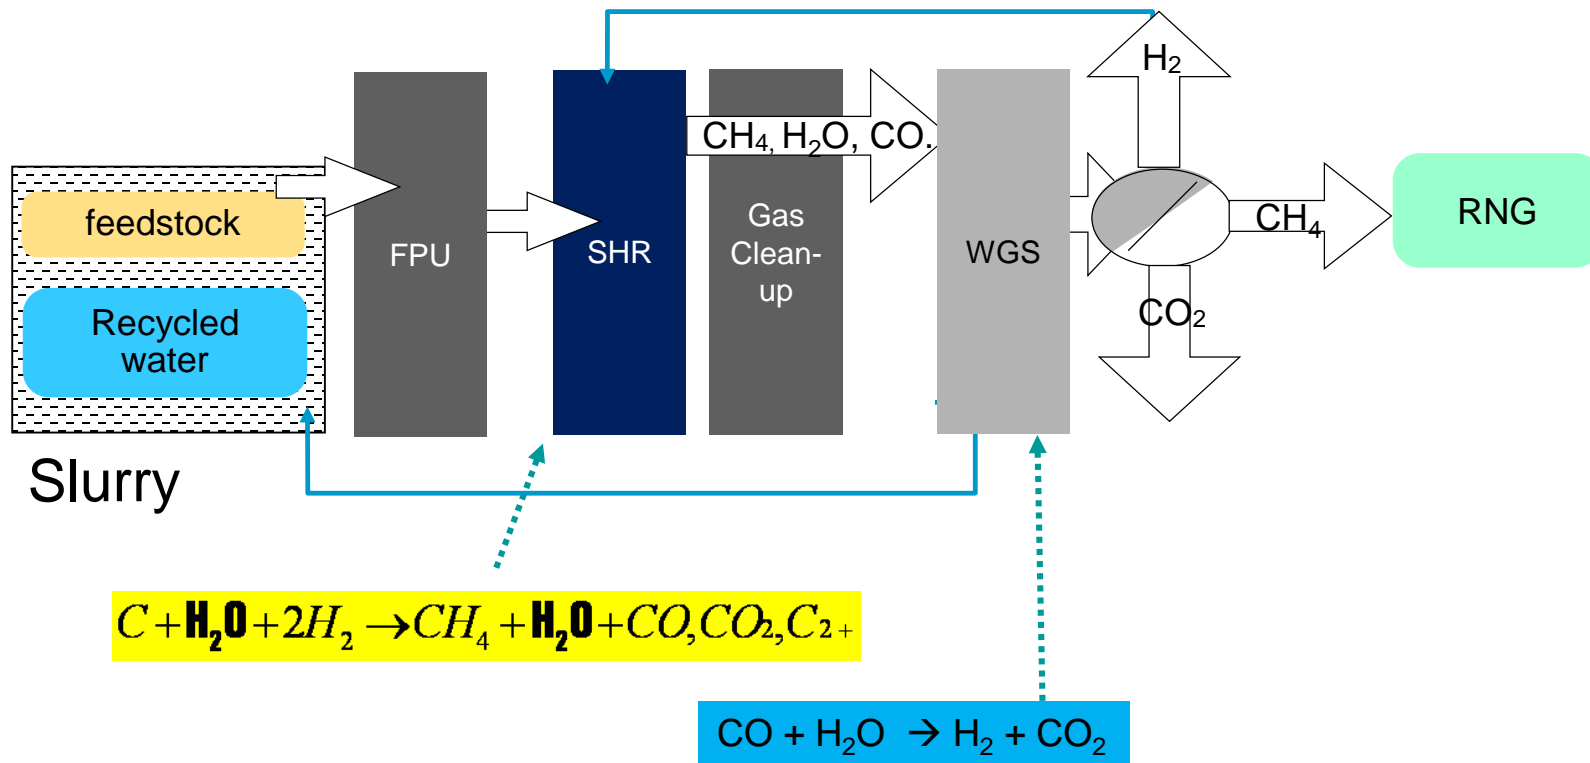 H₂
CH₄, H₂O, CO.
feedstock
Recycled
water
FPU
SHR
Gas
Clean-
up
WGS
CH₄
RNG
CO₂
Slurry
C + H₂O + 2H₂ → CH₄ + H₂O + CO, CO₂, C₂₊
CO + H₂O → H₂ + CO₂